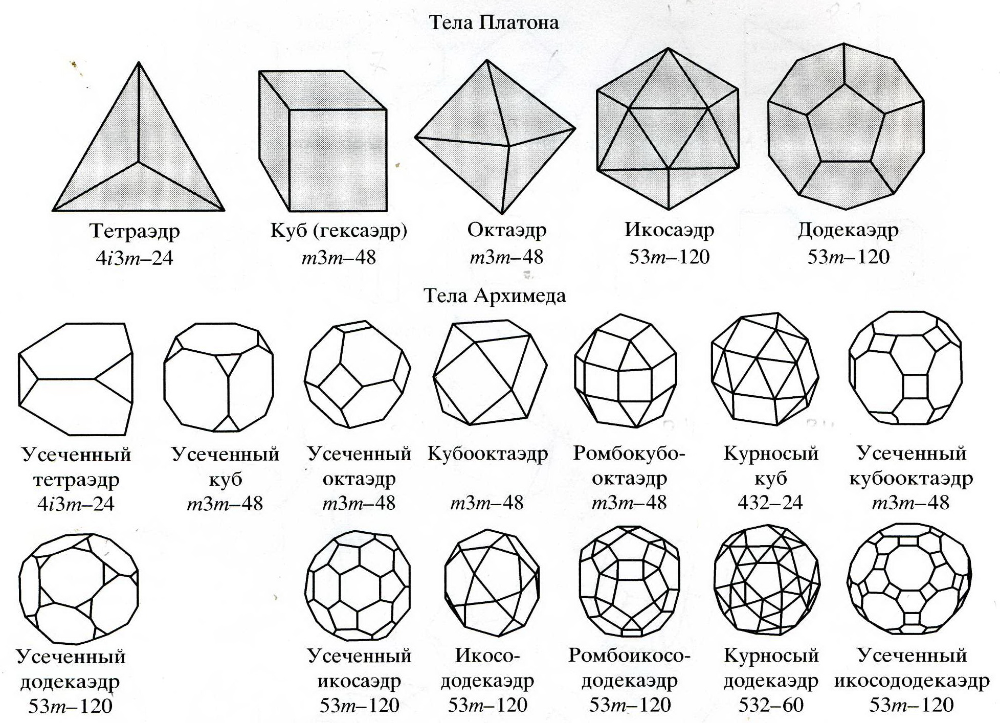 Тела Платона
Тетраэдр
4i3m–24
Куб (гексаэдр)
m3m–48
Октаэдр
m3m–48
Икосаэдр
53m–120
Додекаэдр
53m–120
Тела Архимеда
Усеченный
тетраэдр
4i3m–24
Усеченный
куб
m3m–48
Усеченный
октаэдр
m3m–48
Кубооктаэдр
m3m–48
Ромбокубо-
октаэдр
m3m–48
Курносый
куб
432–24
Усеченный
кубооктаэдр
m3m–48
Усеченный
додекаэдр
53m–120
Усеченный
икосаэдр
53m–120
Икосо-
додекаэдр
53m–120
Ромбоикосо-
додекаэдр
53m–120
Курносый
додекаэдр
532–60
Усеченный
икосододекаэдр
53m–120